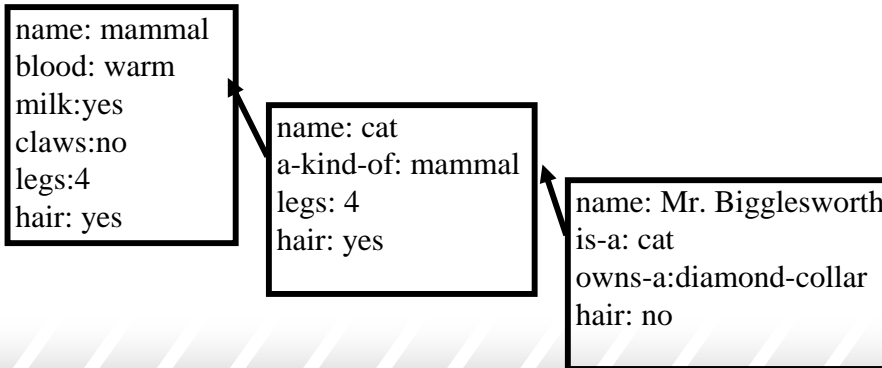 name: mammal
blood: warm
milk:yes
claws:no
legs:4
hair: yes
name: cat
a-kind-of: mammal
legs: 4
hair: yes
name: Mr. Bigglesworth
is-a: cat
owns-a:diamond-collar
hair: no